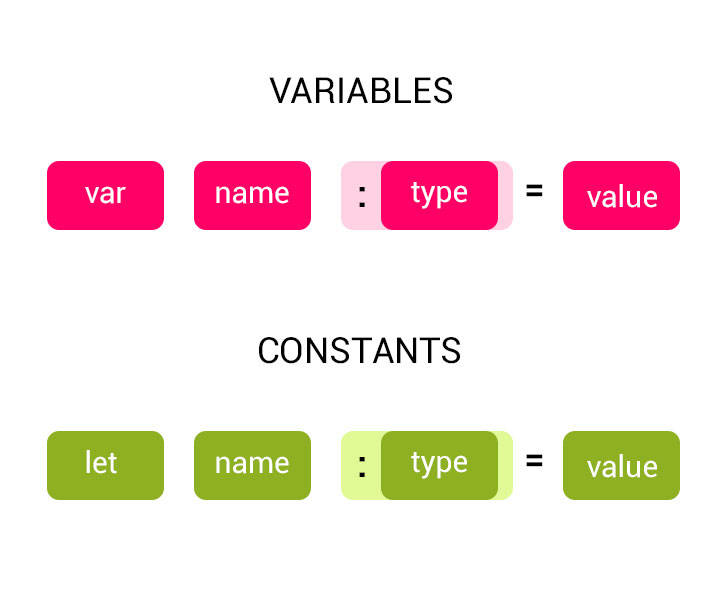 VARIABLES
var name : type = value
CONSTANTS
let name : type = value